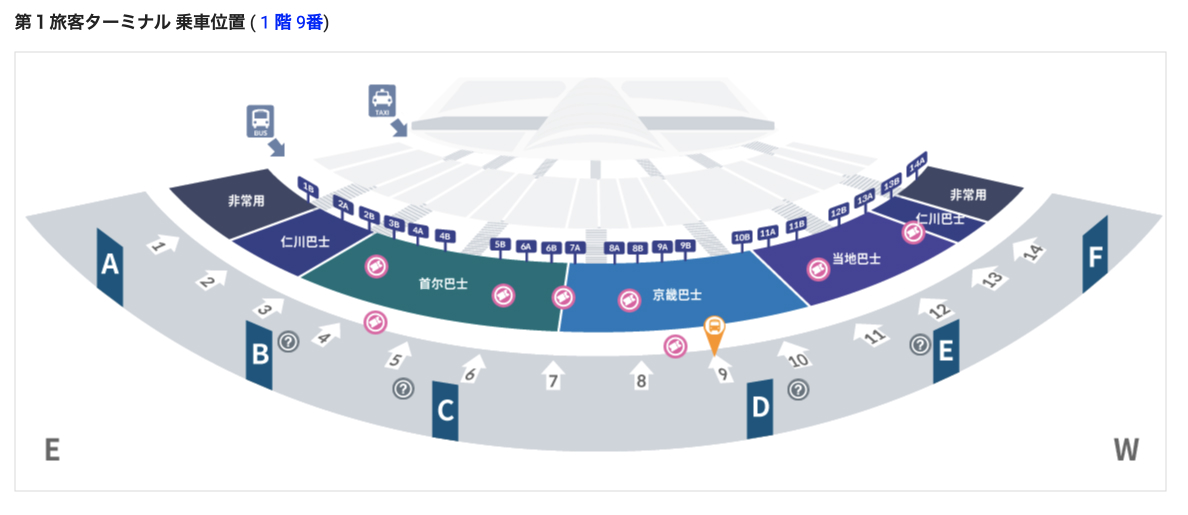 第１旅客ターミナル 乗車位置 ( １階 9番)
TAXI
BUS
14A
13B
13A
12B
11B
11A
10B
9B
9A
8B
8A
7A
6B
6A
5B
4B
4A
3B
2B
2A
1B
非常用
仁川巴士
首尔巴士
京畿巴士
当地巴士
仁川巴士
非常用
1
2
3
4
5
6
7
8
9
10
11
12
13
14
A
B
?
?
C
D
?
?
E
F
E
W